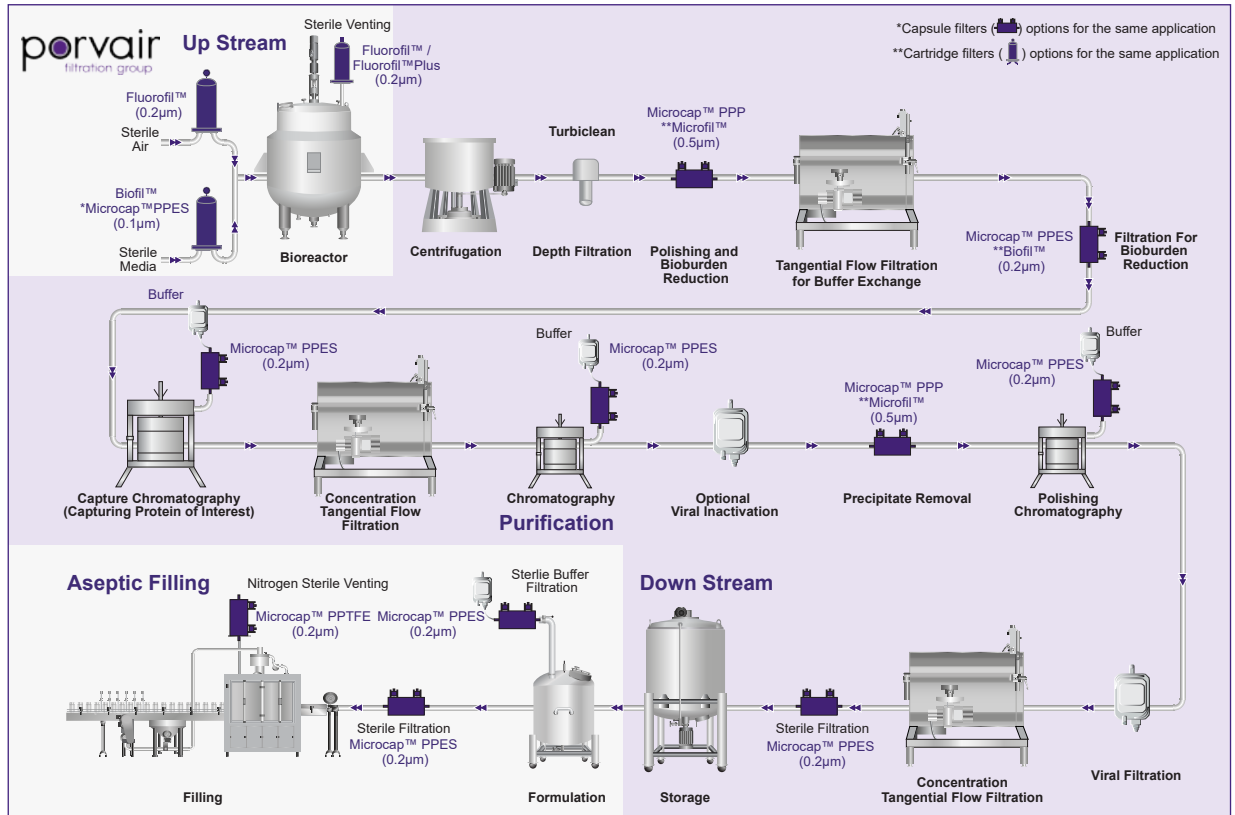 porvair
filtration group
Up Stream
Sterile Venting
Fluorofil™ /
Fluorofil™Plus
(0.2µm)
*Capsule filters ( ) options for the same application
**Cartridge filters ( ) options for the same application
Fluorofil™
(0.2µm)
Sterile
Air
Biofil™
*Microcap™PPES
(0.1µm)
Sterile
Media
Bioreactor
Centrifugation
Turbiclean
Depth Filtration
Microcap™ PPP
**Microfil™
(0.5µm)
Polishing and
Bioburden
Reduction
Tangential Flow Filtration
for Buffer Exchange
Microcap™ PPES
**Biofil™
(0.2µm)
Filtration For
Bioburden
Reduction
Buffer
Microcap™ PPES
(0.2µm)
Capture Chromatography
(Capturing Protein of Interest)
Concentration
Tangential Flow
Filtration
Buffer
Microcap™ PPES
(0.2µm)
Chromatography
Purification
Optional
Viral Inactivation
Microcap™ PPP
**Microfil™
(0.5µm)
Precipitate Removal
Buffer
Microcap™ PPES
(0.2µm)
Polishing
Chromatography
Aseptic Filling
Nitrogen Sterile Venting
Microcap™ PPTFE
(0.2µm)
Sterlie Buffer
Filtration
Microcap™ PPES
(0.2µm)
Sterile Filtration
Microcap™ PPES
(0.2µm)
Filling
Formulation
Down Stream
Storage
Sterile Filtration
Microcap™ PPES
(0.2µm)
Concentration
Tangential Flow Filtration
Viral Filtration